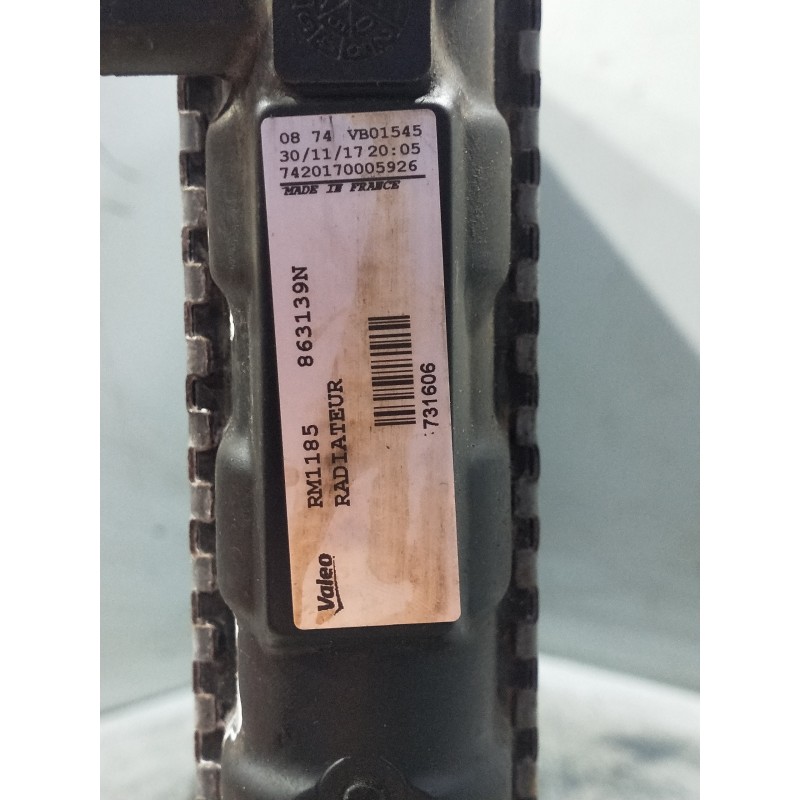 08 74 VB01545
30/11/17 20:05
7420170005926
MADE IN FRANCE
RM1185 863139N
RADIATEUR
731606
Valeo